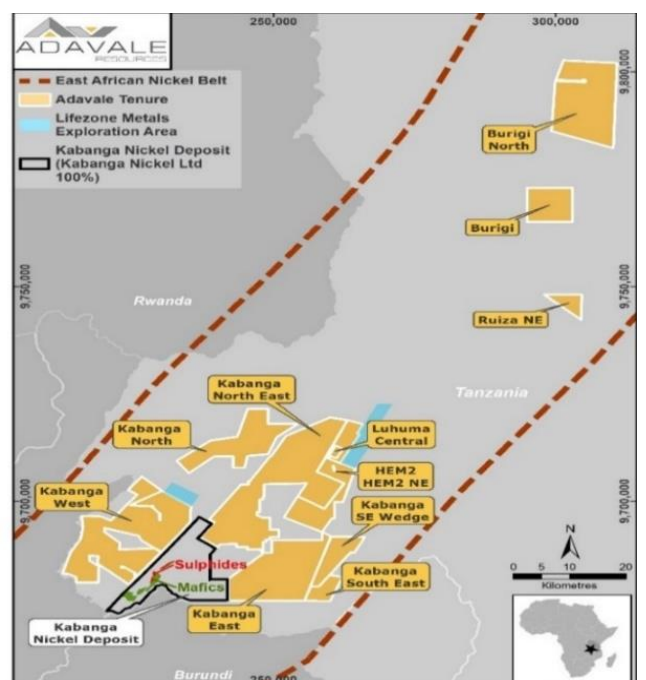 ADAVALE
RESOURCES
East African Nickel Belt
Adavale Tenure
Lifezone Metals
Exploration Area
Kabanga Nickel Deposit
(Kabanga Nickel Ltd
100%)
250,000
300,000
9,800,000
Burigi
North
Burigi
9,750,000
9,750,000
Rwanda
Ruiza NE
Tanzania
Kabanga
North East
Kabanga
North
Luhuma
Central
HEM2
HEM2 NE
Kabanga
West
Kabanga
SE Wedge
9,700,000
9,700,000
Sulphides
Mafics
Kabanga
South East
Kabanga
East
Kabanga
Nickel Deposit
N
0 5 10 20
Kilometres
Burundi
250,000